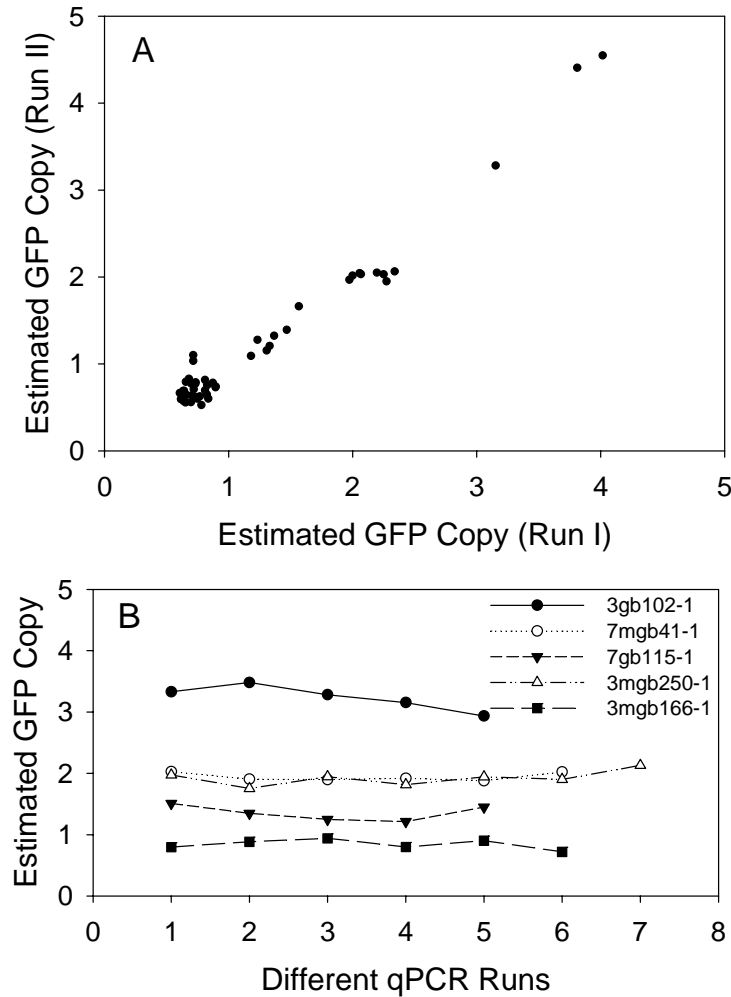 A
Estimated GFP Copy (Run II)
5
4
3
2
1
0
0 1 2 3 4 5
Estimated GFP Copy (Run I)
B
Estimated GFP Copy
5
4
3
2
1
0
3gb102-1
7mgb41-1
7gb115-1
3mgb250-1
3mgb166-1
0 1 2 3 4 5 6 7 8
Different qPCR Runs